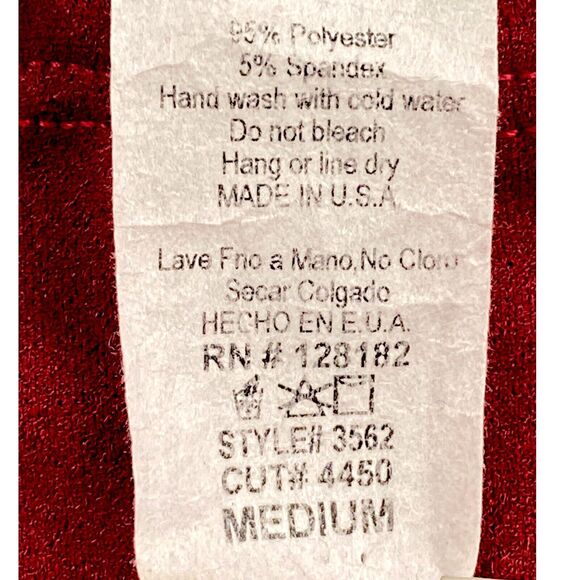 95% Polyester
5% Spandex
Hand wash with cold water
Do not bleach
Hang or line dry
MADE IN U.S.A
Lave Frio a Mano, No Cloro
Secar Colgado
HECHO EN E.U.A.
RN # 128182
STYLE# 3562
CUT# 4450
MEDIUM